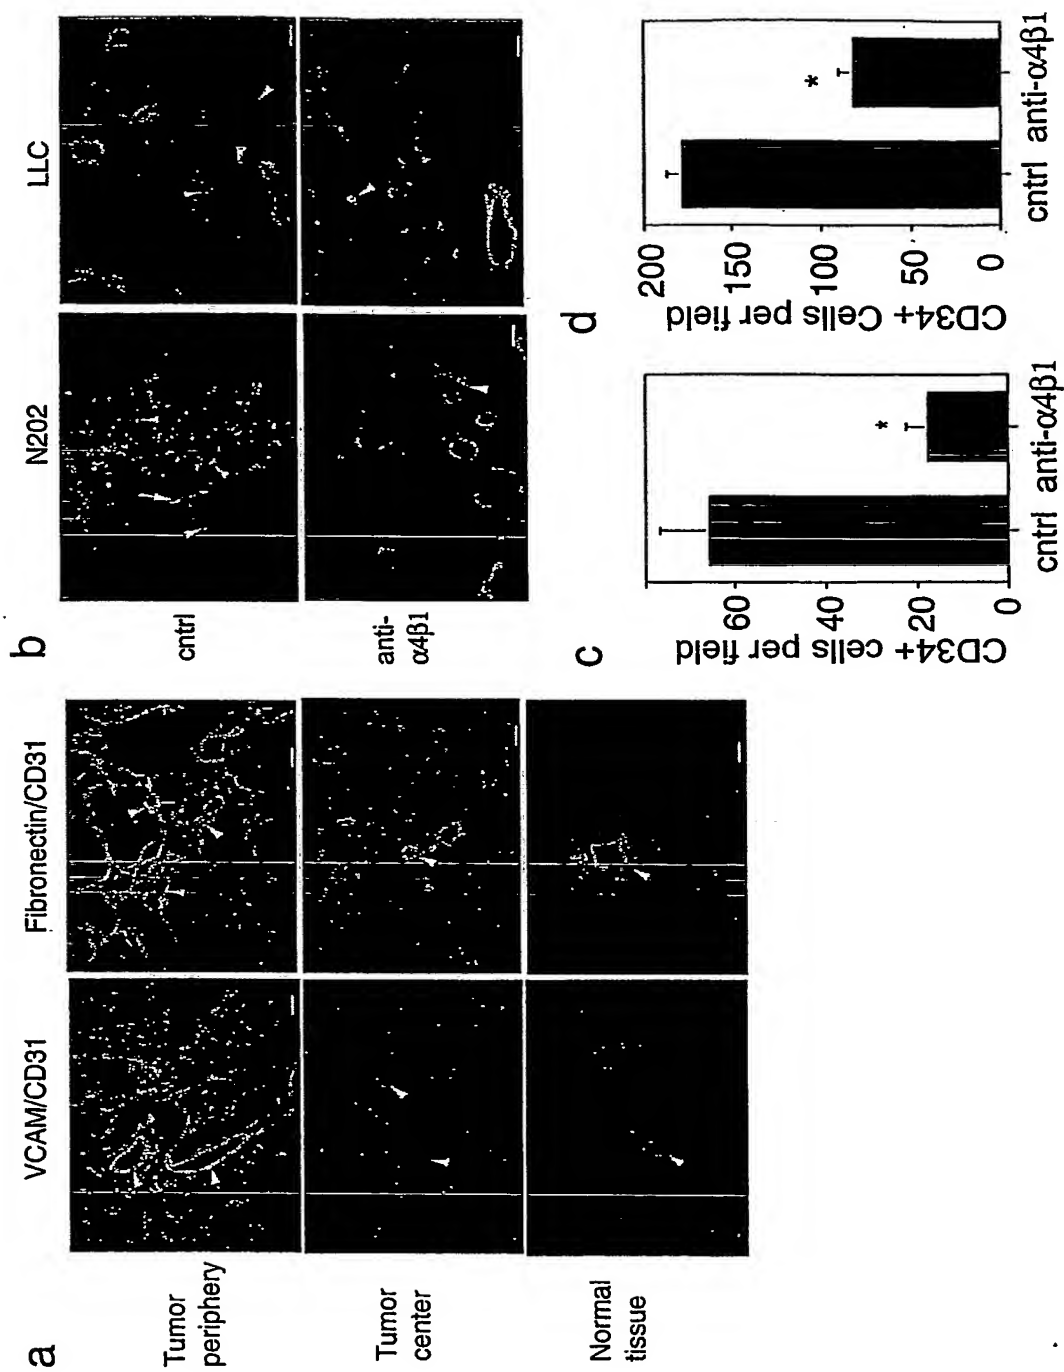 a
VCAM/CD31
Fibronectin/CD31
Tumor
periphery
Tumor
center
Normal
tissue
b
N202
LLC
cntrl
anti-
α4β1
c
CD34+ cells per field
60
40
20
0
cntrl anti-α4β1
*
d
CD34+ Cells per field
200
150
100
50
0
cntrl anti-α4β1
*